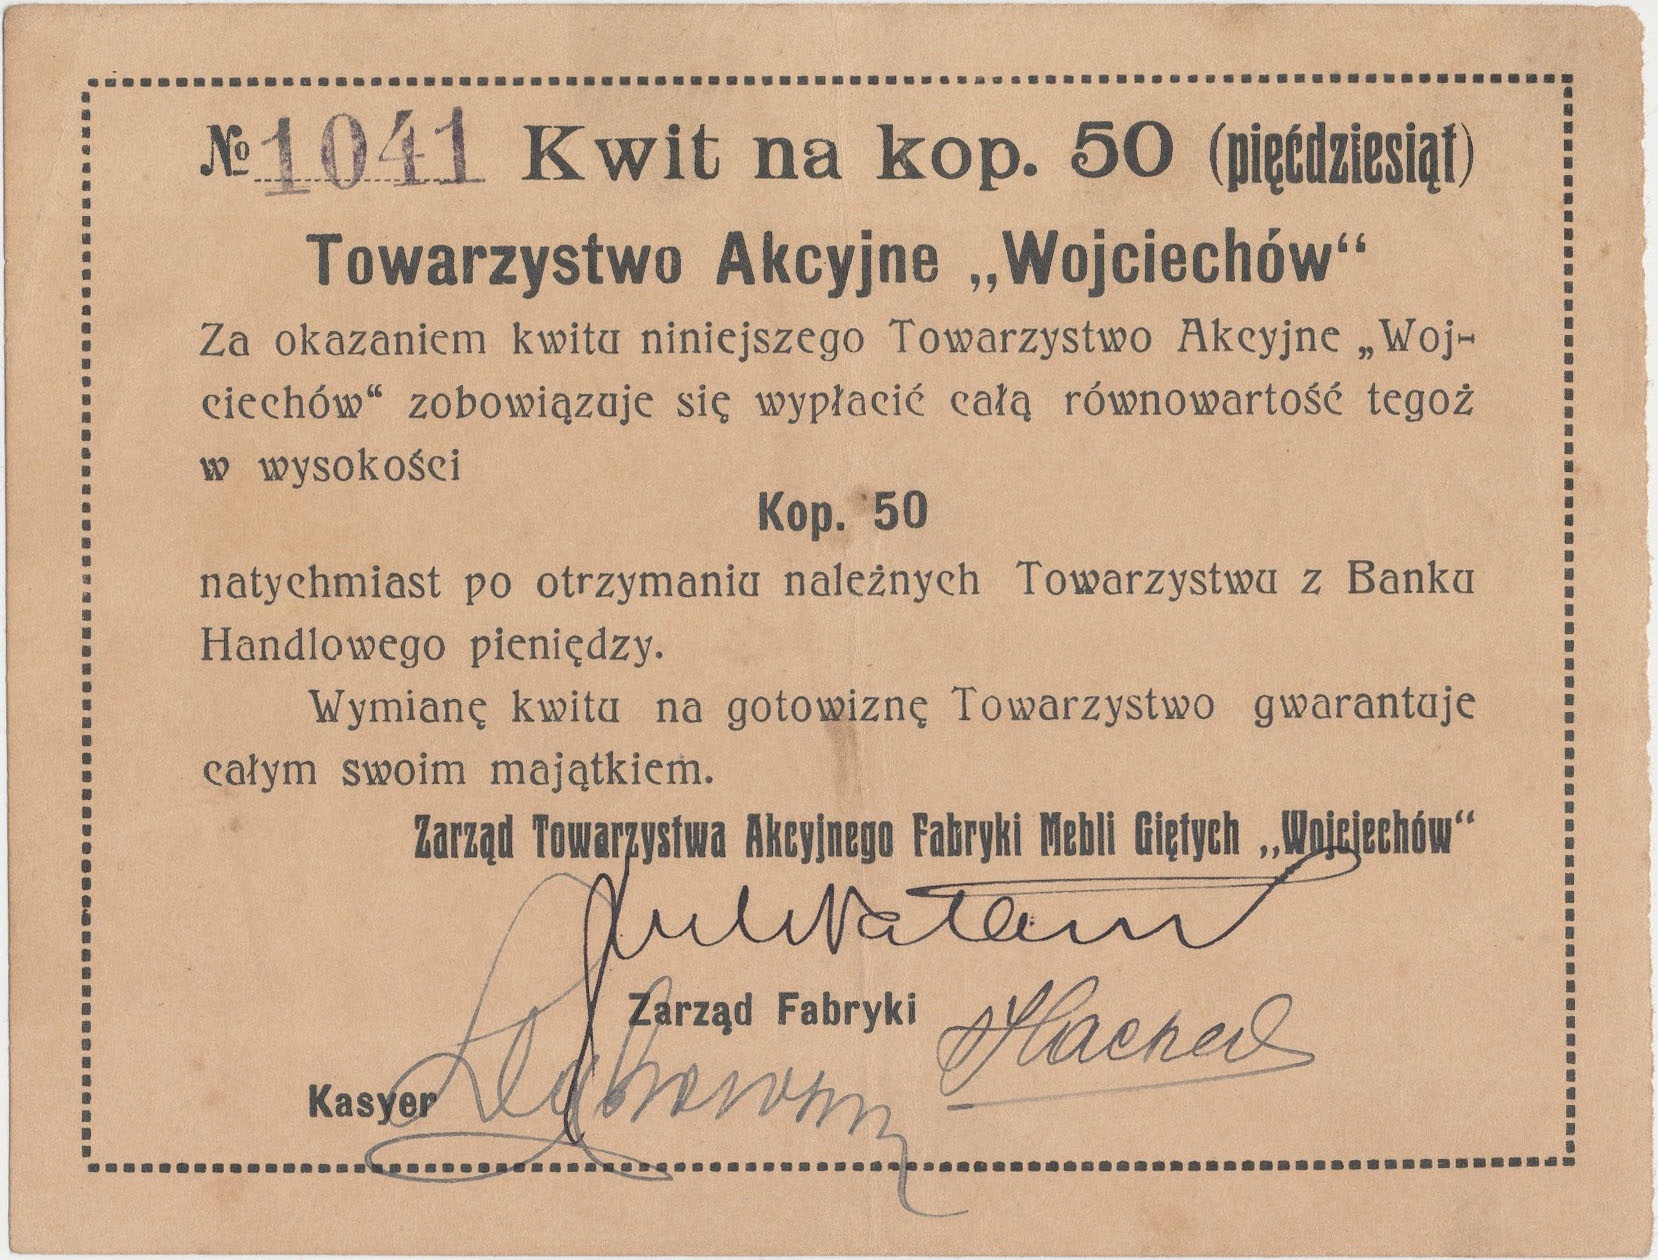 № 1041 Kwit na kop. 50 (pięćdziesiąt)
Towarzystwo Akcyjne „Wojciechów“
Za okazaniem kwitu niniejszego Towarzystwo Akcyjne „Woj-
ciechów“ zobowiązuje się wypłacić całą równowartość tegoż
w wysokości
Kop. 50
natychmiast po otrzymaniu należnych Towarzystwu z Banku
Handlowego pieniędzy.
Wymianę kwitu na gotowiznę Towarzystwo gwarantuje
całym swoim majątkiem.
Zarząd Towarzystwa Akcyjnego Fabryki Mebli Giętych „Wojciechów“
Zarząd Fabryki
Kasyer